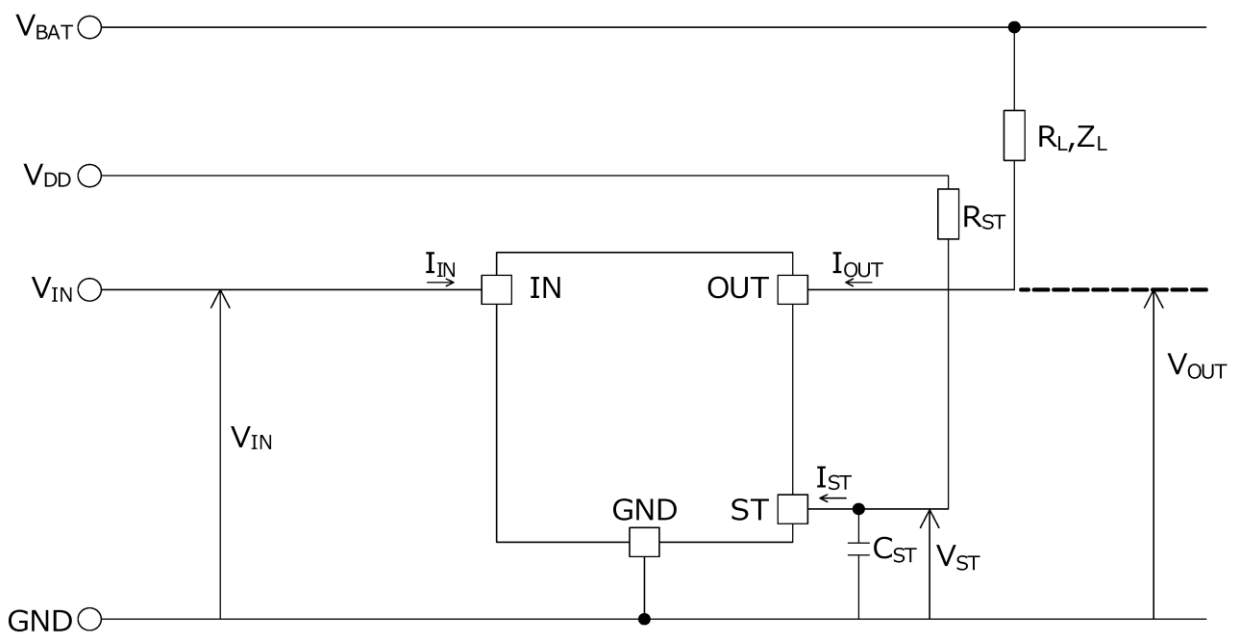 VBAT
RL,ZL
VDD
RST
IIN
IOUT
VIN
IN
OUT
VOUT
VIN
IST
GND
ST
CST
VST
GND